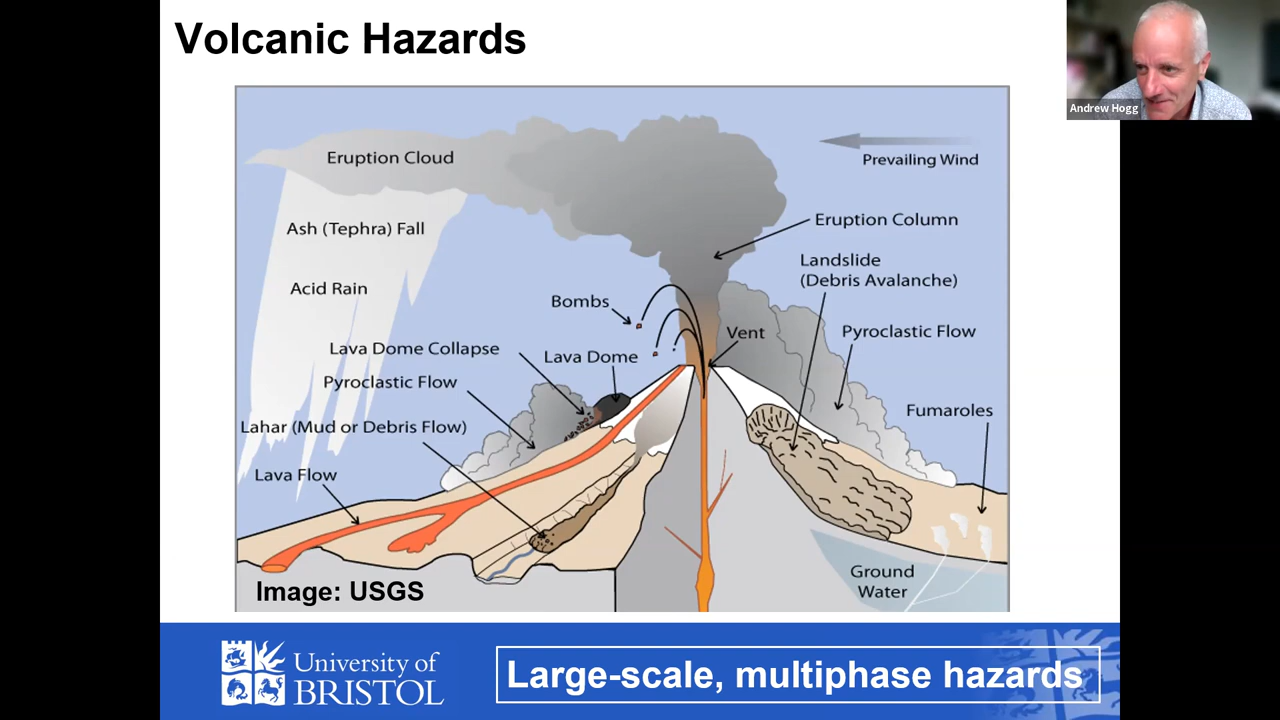 Volcanic Hazards
Andrew Hogg
Eruption Cloud
Prevailing Wind
Ash (Tephra) Fall
Eruption Column
Landslide
(Debris Avalanche)
Acid Rain
Bombs
Vent
Pyroclastic Flow
Lava Dome Collapse
Lava Dome
Pyroclastic Flow
Fumaroles
Lahar (Mud or Debris Flow)
Lava Flow
Ground
Water
Image: USGS
University of
BRISTOL
Large-scale, multiphase hazards